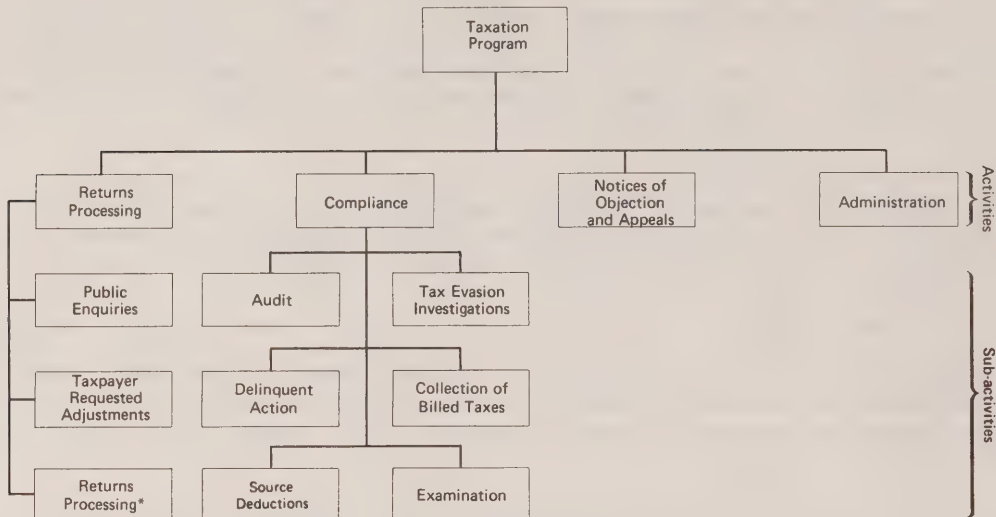 Taxation
Program
Returns
Processing
Compliance
Notices of
Objection
and Appeals
Administration
Activities
Public
Enquiries
Audit
Tax Evasion
Investigations
Taxpayer
Requested
Adjustments
Delinquent
Action
Collection of
Billed Taxes
Sub-activities
Returns
Processing*
Source
Deductions
Examination